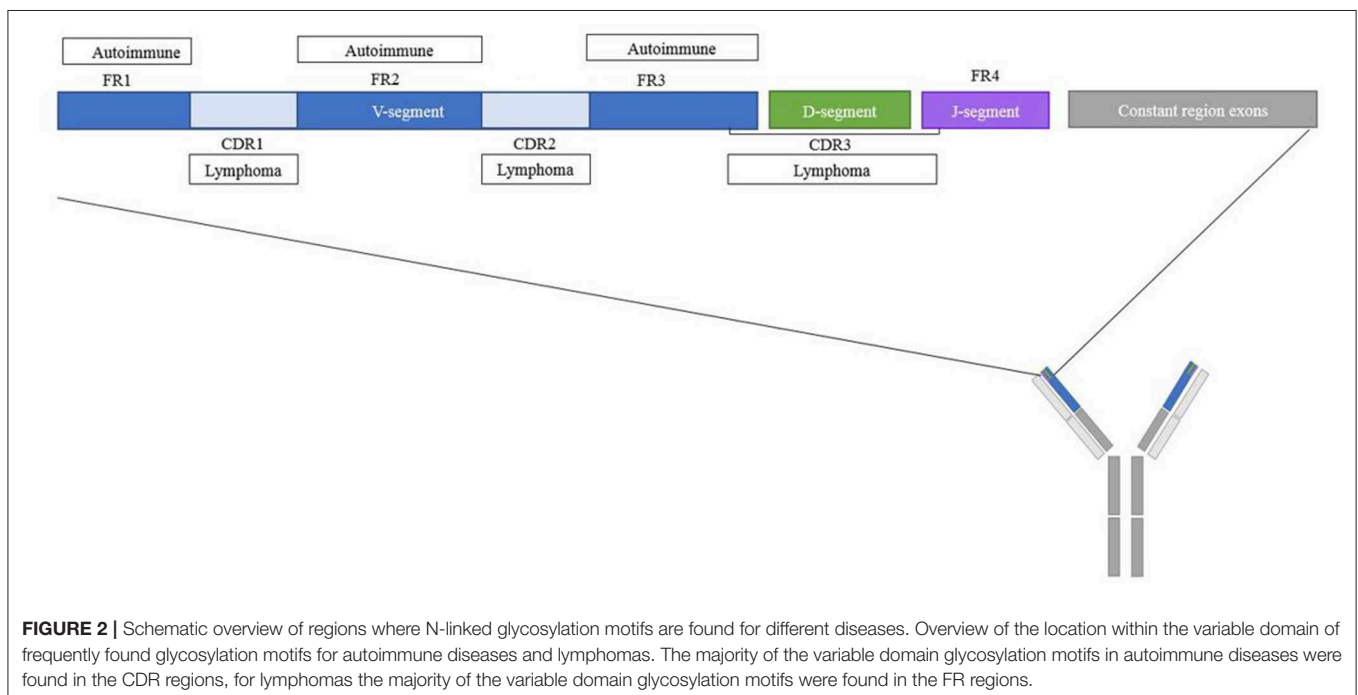 Autoimmune Autoimmune Autoimmune
FR1 FR2 FR3 FR4
V-segment D-segment J-segment Constant region exons
CDR1 CDR2 CDR3
Lymphoma Lymphoma Lymphoma
FIGURE 2 | Schematic overview of regions where N-linked glycosylation motifs are found for different diseases. Overview of the location within the variable domain of
frequently found glycosylation motifs for autoimmune diseases and lymphomas. The majority of the variable domain glycosylation motifs in autoimmune diseases were
found in the CDR regions, for lymphomas the majority of the variable domain glycosylation motifs were found in the FR regions.